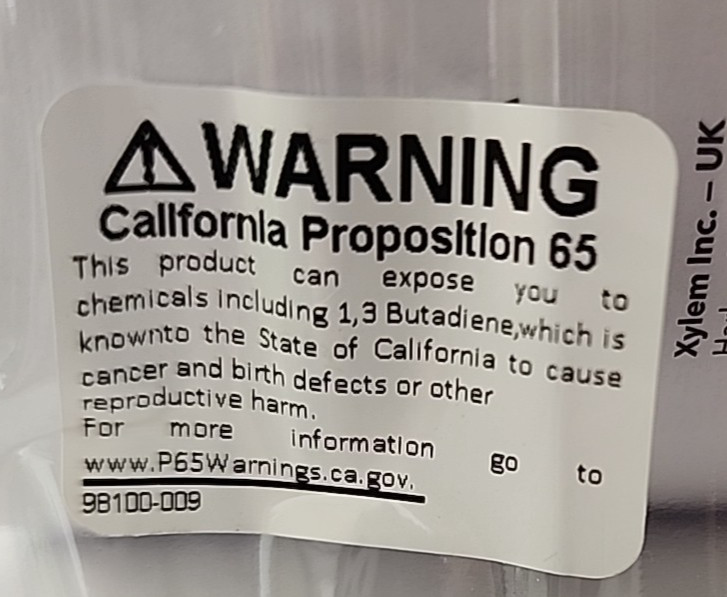 WARNING
California Proposition 65
This product can expose you to
chemicals including 1,3 Butadiene,which is
knownto the State of California to cause
cancer and birth defects or other
reproductive harm.
For more information go to
www.P65Warnings.ca.gov.
98100-009
Xylem Inc. – UK